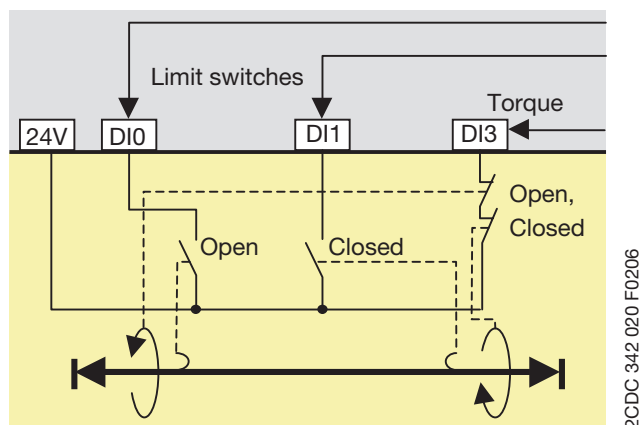 Limit switches
Torque
24V DI0 DI1 DI3
Open,
Closed
Open
Closed
2CDC 342 020 F0206